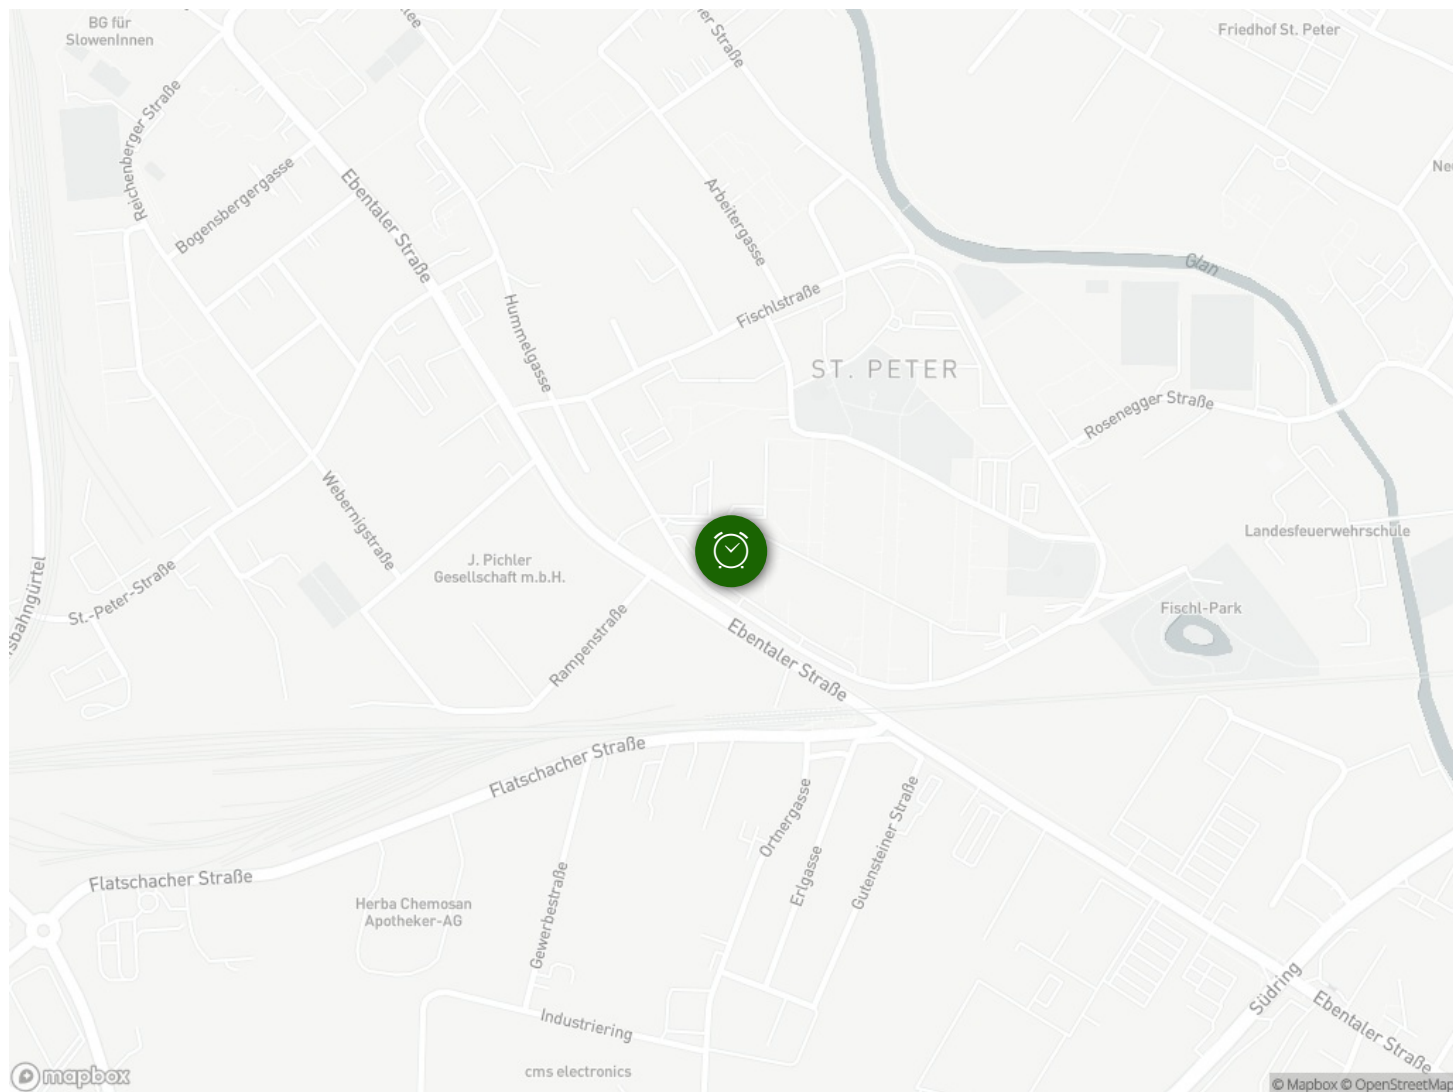 BG für
SlowenInnen
Friedhof St. Peter
Reichenberger Straße
Bogensbergergasse
Ebentaler Straße
Arbeitergasse
Glan
Hummelgasse
Fischlstraße
ST. PETER
Rosenegger Straße
Webernigstraße
Landesfeuerwehrschule
J. Pichler
Gesellschaft m.b.H.
St.-Peter-Straße
Fischl-Park
Rampenstraße
Ebentaler Straße
Flatschacher Straße
Ortnergasse
Erlgasse
Gutensteiner Straße
Flatschacher Straße
Herba Chemosan
Apotheker-AG
Gewerbestraße
Südring
Ebentaler Straße
Industriering
cms electronics
mapbox
© Mapbox © OpenStreetMap